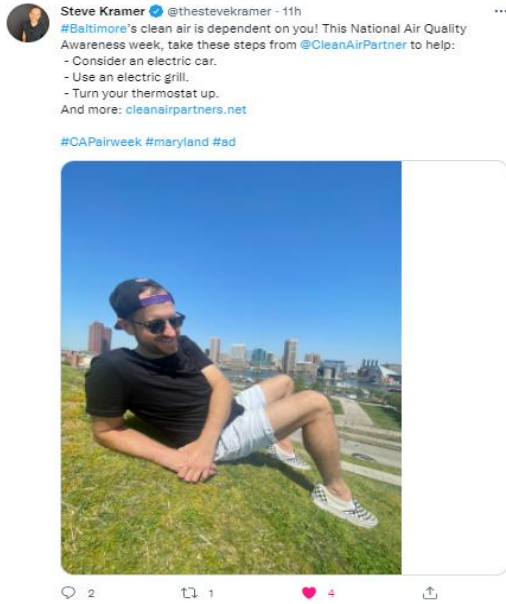 Steve Kramer @thestevekramer · 11h
#Baltimore's clean air is dependent on you! This National Air Quality
Awareness week, take these steps from @CleanAirPartner to help:
- Consider an electric car.
- Use an electric grill.
- Turn your thermostat up.
And more: cleanairpartners.net
#CAPairweek #maryland #ad
2 1 4